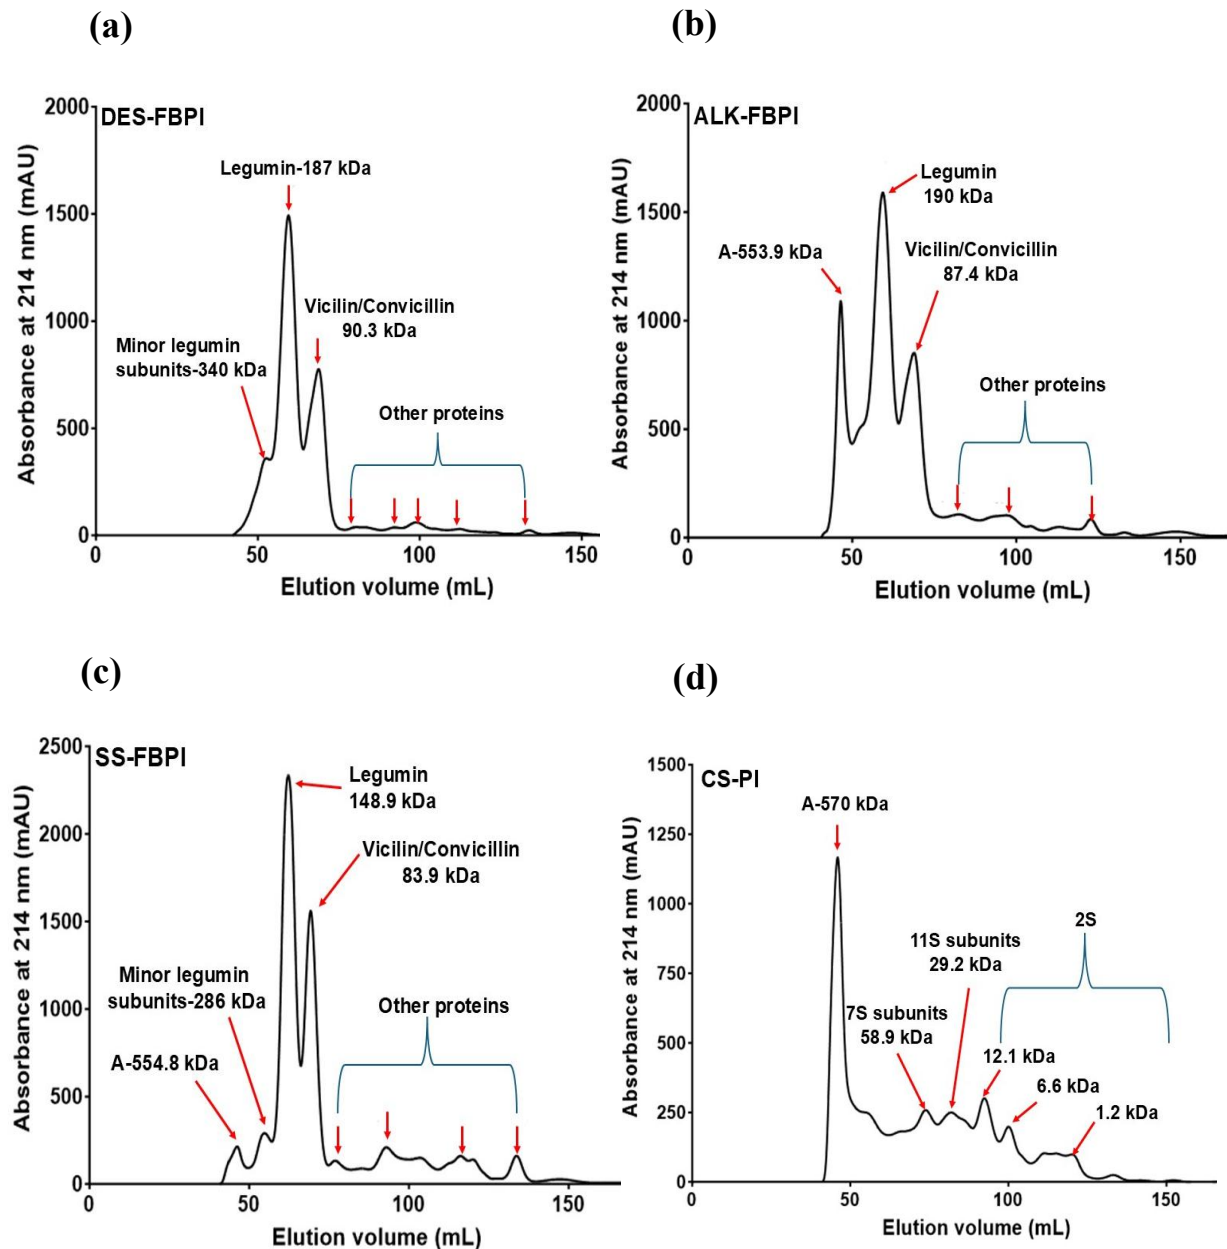 (a)
DES-FBPI
Absorbance at 214 nm (mAU)
2000
1500
1000
500
0
Legumin-187 kDa
Vicilin/Convicillin
90.3 kDa
Minor legumin
subunits-340 kDa
Other proteins
0
50
100
150
Elution volume (mL)
(b)
ALK-FBPI
Absorbance at 214 nm (mAU)
2000
1500
1000
500
0
Legumin
190 kDa
A-553.9 kDa
Vicilin/Convicillin
87.4 kDa
Other proteins
0
50
100
150
Elution volume (mL)
(c)
SS-FBPI
Absorbance at 214 nm (mAU)
2500
2000
2500
1000
500
0
Legumin
148.9 kDa
Vicilin/Convicillin
83.9 kDa
Minor legumin
subunits-286 kDa
A-554.8 kDa
Other proteins
0
50
100
150
Elution volume (mL)
(d)
CS-PI
Absorbance at 214 nm (mAU)
1500
1250
1000
750
500
250
0
A-570 kDa
2S
11S subunits
29.2 kDa
7S subunits
58.9 kDa
12.1 kDa
6.6 kDa
1.2 kDa
50
100
150
Elution volume (mL)